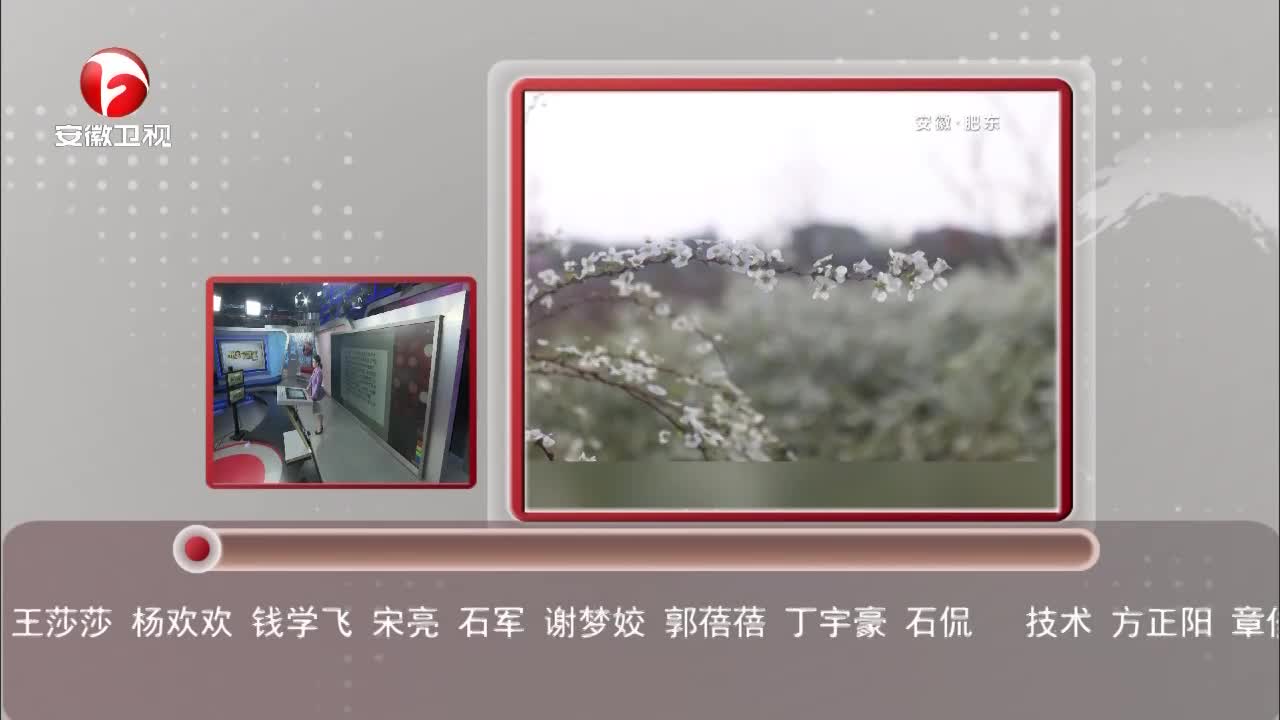 安徽卫视
安徽·肥东
王莎莎 杨欢欢 钱学飞 宋亮 石军 谢梦姣 郭蓓蓓 丁宇豪 石侃 技术 方正阳 章